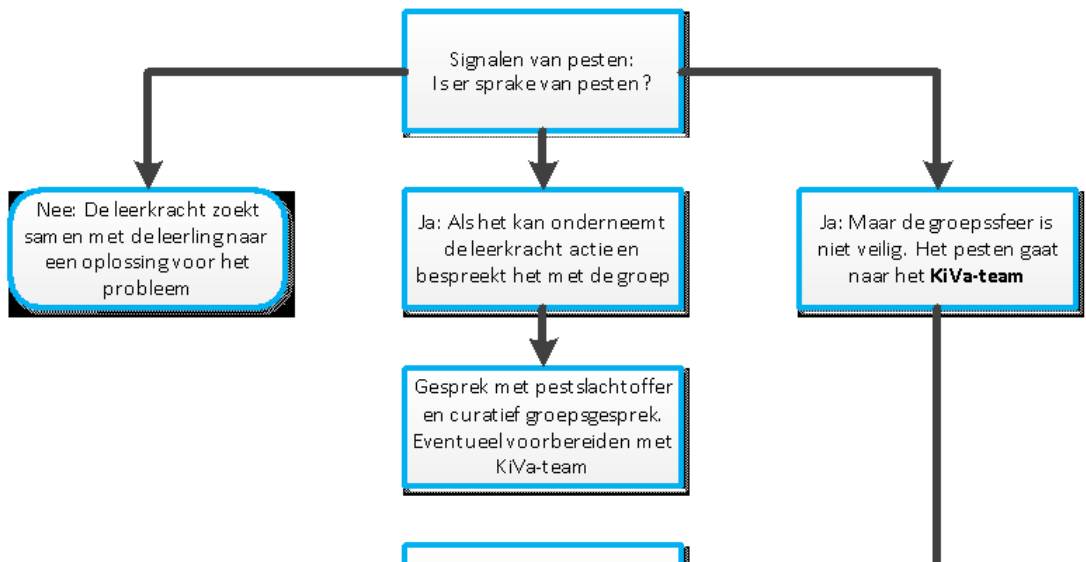 Signalen van pesten:
Is er sprake van pesten?
Nee: De leerkracht zoekt
samen met de leerling naar
een oplossing voor het
probleem
Ja: Als het kan onderneemt
de leerkracht actie en
bespreekt het met de groep
Ja: Maar de groepssfeer is
niet veilig. Het pesten gaat
naar het KiVa-team
Gesprek met pestslachtoffer
en curatief groepsgesprek.
Eventueel voorbereiden met
KiVa-team